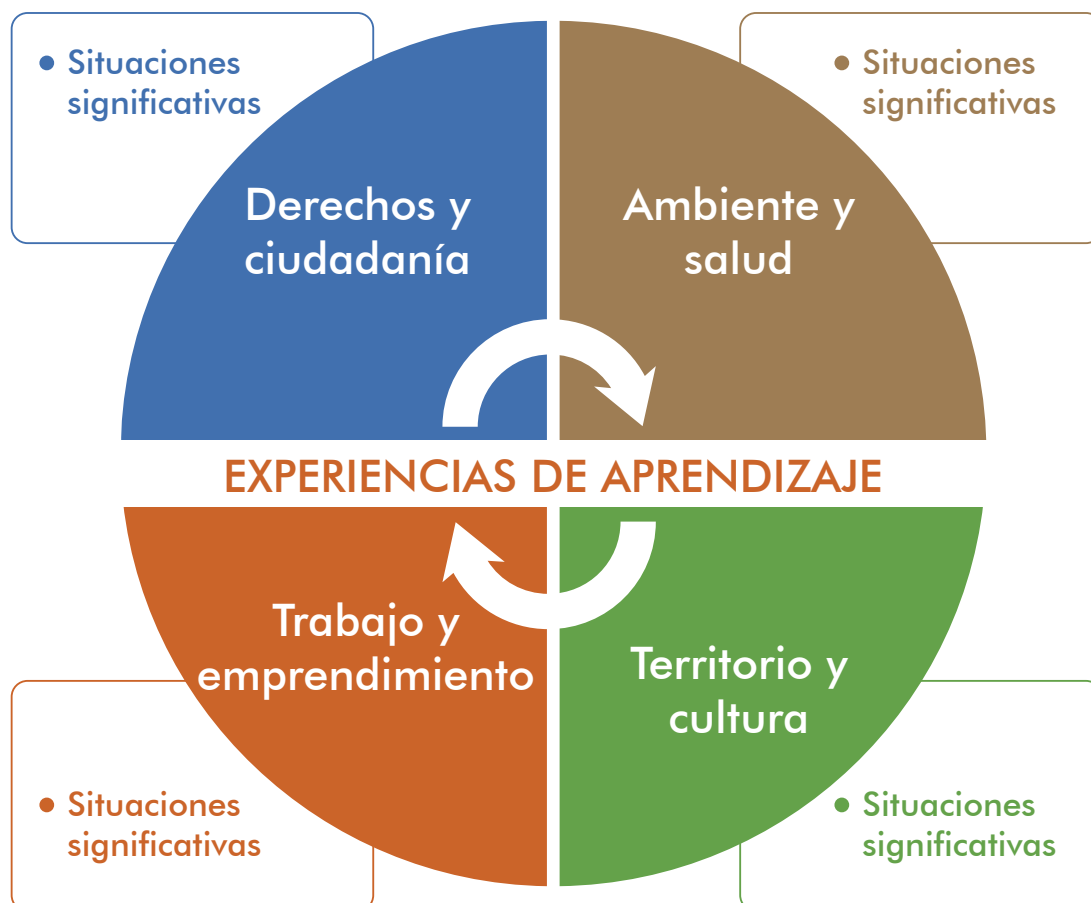 • Situaciones
significativas
• Situaciones
significativas
Derechos y
ciudadanía
Ambiente y
salud
EXPERIENCIAS DE APRENDIZAJE
Trabajo y
emprendimiento
Territorio y
cultura
• Situaciones
significativas
• Situaciones
significativas